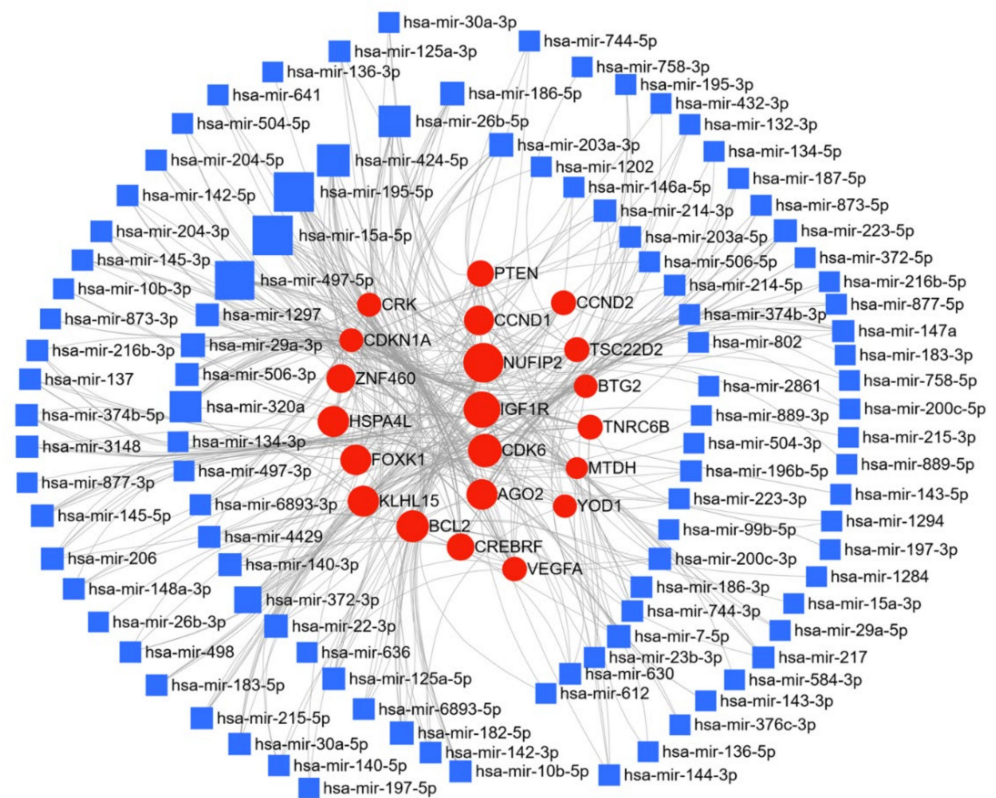 hsa-mir-30a-3p
hsa-mir-744-5p
hsa-mir-125a-3p
hsa-mir-758-3p
hsa-mir-136-3p
hsa-mir-195-3p
hsa-mir-641
hsa-mir-186-5p
hsa-mir-432-3p
hsa-mir-504-5p
hsa-mir-26b-5p
hsa-mir-132-3p
hsa-mir-203a-3p
hsa-mir-134-5p
hsa-mir-204-5p
hsa-mir-424-5p
hsa-mir-1202
hsa-mir-187-5p
hsa-mir-142-5p
hsa-mir-195-5p
hsa-mir-146a-5p
hsa-mir-873-5p
hsa-mir-214-3p
hsa-mir-204-3p
hsa-mir-15a-5p
hsa-mir-203a-5p
hsa-mir-223-5p
hsa-mir-145-3p
hsa-mir-506-5p
hsa-mir-372-5p
hsa-mir-497-5p
PTEN
hsa-mir-214-5p
hsa-mir-216b-5p
hsa-mir-10b-3p
CRK
CCND2
hsa-mir-877-5p
hsa-mir-873-3p
hsa-mir-1297
CCND1
hsa-mir-374b-3p
hsa-mir-147a
hsa-mir-216b-3p
hsa-mir-29a-3p
CDKN1A
TSC22D2
hsa-mir-802
hsa-mir-183-3p
NUFIP2
hsa-mir-137
hsa-mir-506-3p
ZNF460
BTG2
hsa-mir-2861
hsa-mir-758-5p
hsa-mir-374b-5p
hsa-mir-320a
IGF1R
hsa-mir-889-3p
hsa-mir-200c-5p
HSPA4L
TNRC6B
hsa-mir-3148
hsa-mir-134-3p
CDK6
hsa-mir-504-3p
hsa-mir-215-3p
FOXK1
MTDH
hsa-mir-877-3p
hsa-mir-497-3p
hsa-mir-196b-5p
hsa-mir-889-5p
KLHL15
AGO2
YOD1
hsa-mir-223-3p
hsa-mir-143-5p
hsa-mir-145-5p
hsa-mir-6893-3p
BCL2
hsa-mir-99b-5p
hsa-mir-1294
hsa-mir-4429
CREBRF
hsa-mir-197-3p
hsa-mir-206
hsa-mir-140-3p
VEGFA
hsa-mir-200c-3p
hsa-mir-1284
hsa-mir-148a-3p
hsa-mir-372-3p
hsa-mir-186-3p
hsa-mir-15a-3p
hsa-mir-26b-3p
hsa-mir-22-3p
hsa-mir-744-3p
hsa-mir-29a-5p
hsa-mir-498
hsa-mir-636
hsa-mir-7-5p
hsa-mir-217
hsa-mir-23b-3p
hsa-mir-183-5p
hsa-mir-125a-5p
hsa-mir-630
hsa-mir-584-3p
hsa-mir-612
hsa-mir-143-3p
hsa-mir-215-5p
hsa-mir-6893-5p
hsa-mir-376c-3p
hsa-mir-30a-5p
hsa-mir-182-5p
hsa-mir-136-5p
hsa-mir-140-5p
hsa-mir-142-3p
hsa-mir-10b-5p
hsa-mir-144-3p
hsa-mir-197-5p